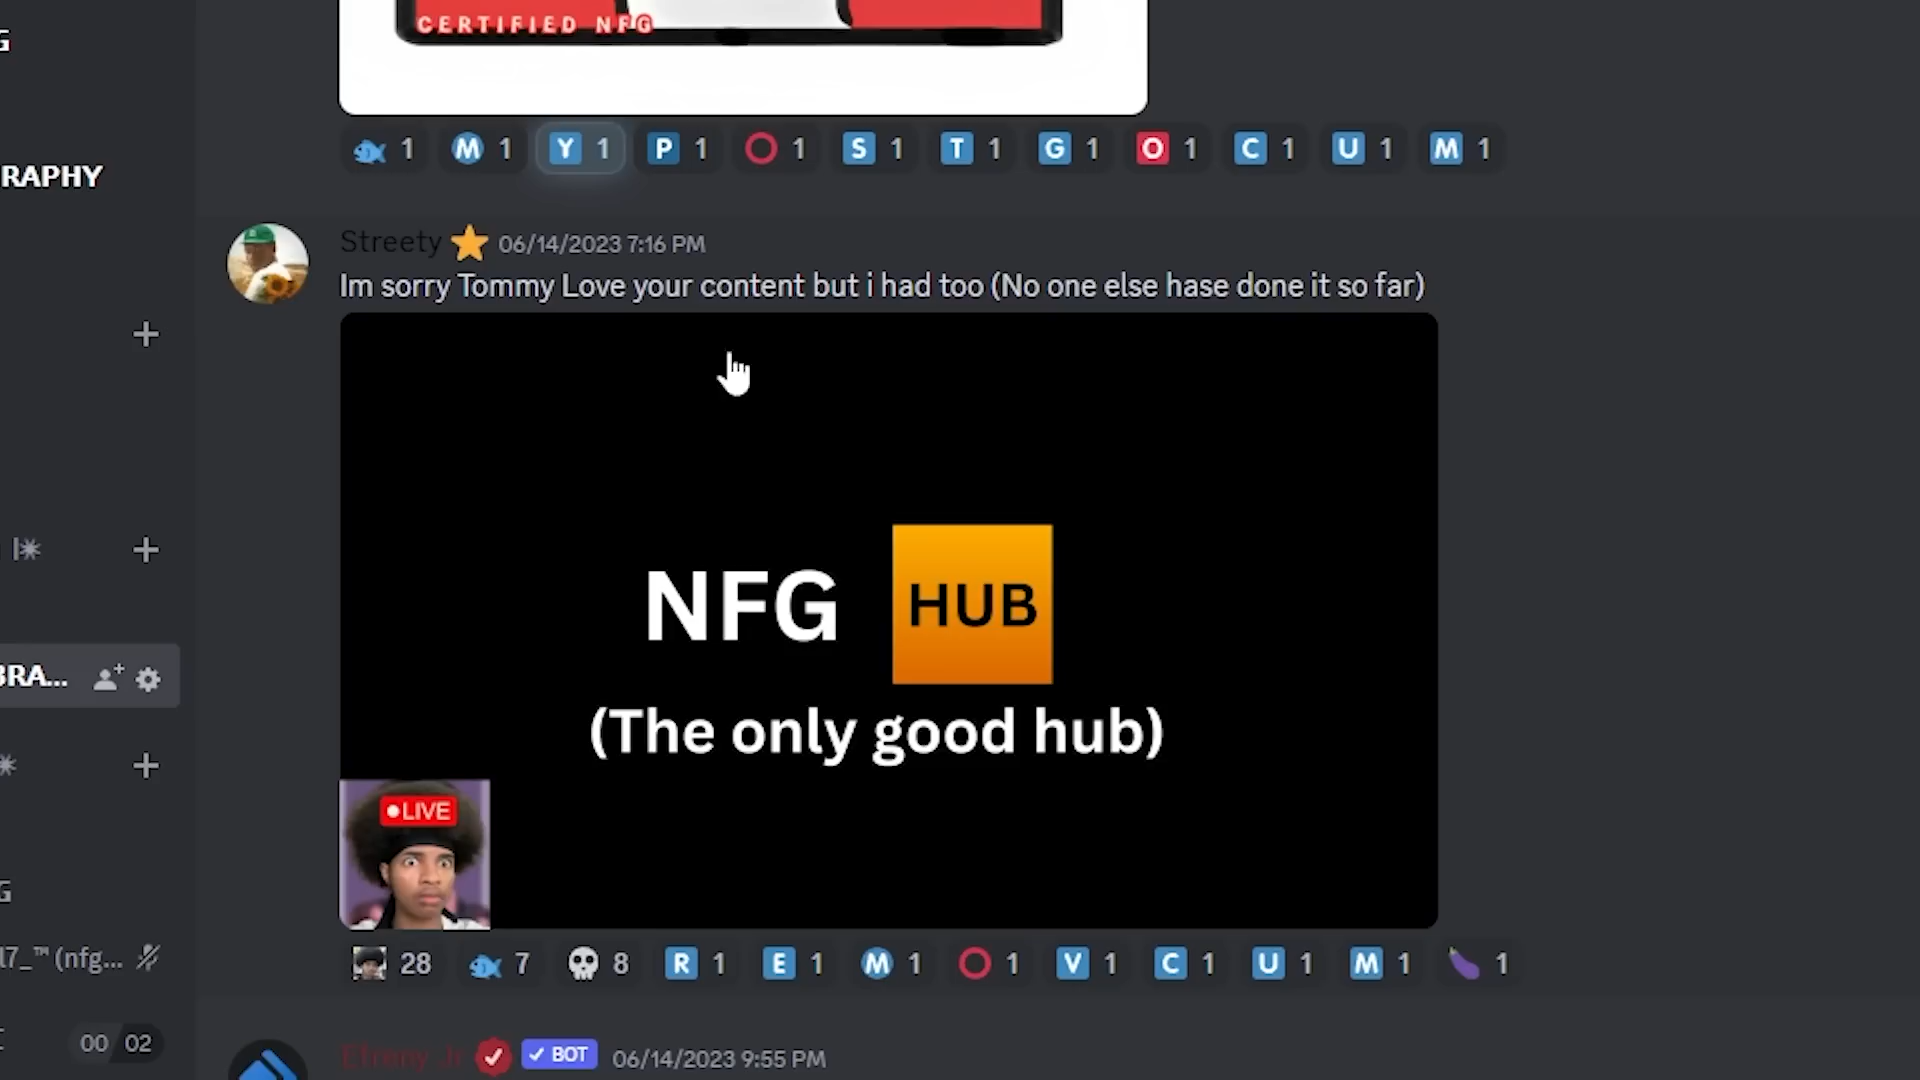 G
CERTIFIED NFG
1 M 1 Y 1 P 1 1 S 1 T 1 G 1 O 1 C 1 U 1 M 1
RAPHY
Streety 06/14/2023 7:16 PM
Im sorry Tommy Love your content but i had too (No one else hase done it so far)
NFG HUB
(The only good hub)
BRA...
LIVE
G
l7_™ (nfg...
28 7 8 R 1 E 1 M 1 1 V 1 C 1 U 1 M 1 1
00 02
BOT 06/14/2023 9:55 PM